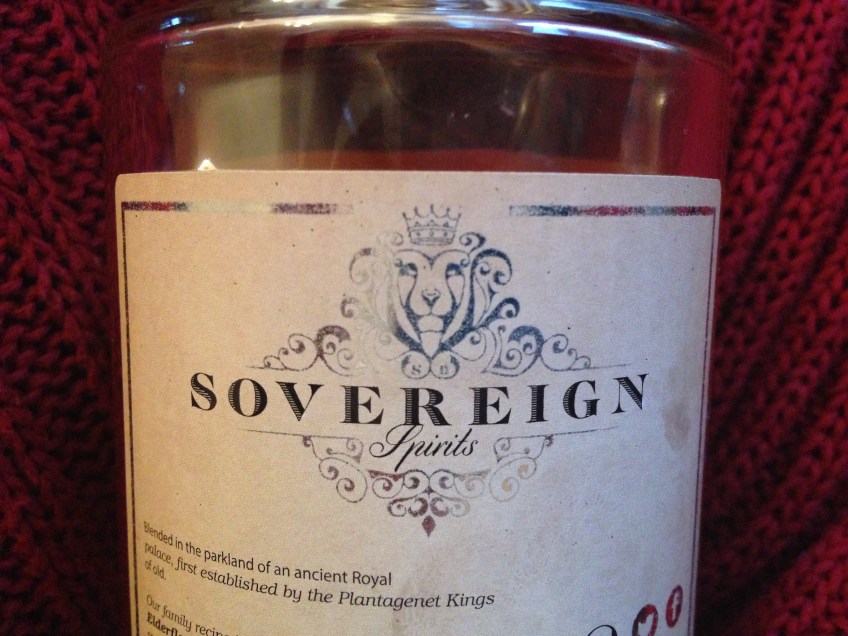 SOVEREIGN
Spirits
Blended in the parkland of an ancient Royal
palace, first established by the Plantagenet Kings
of old.
Our family recipe